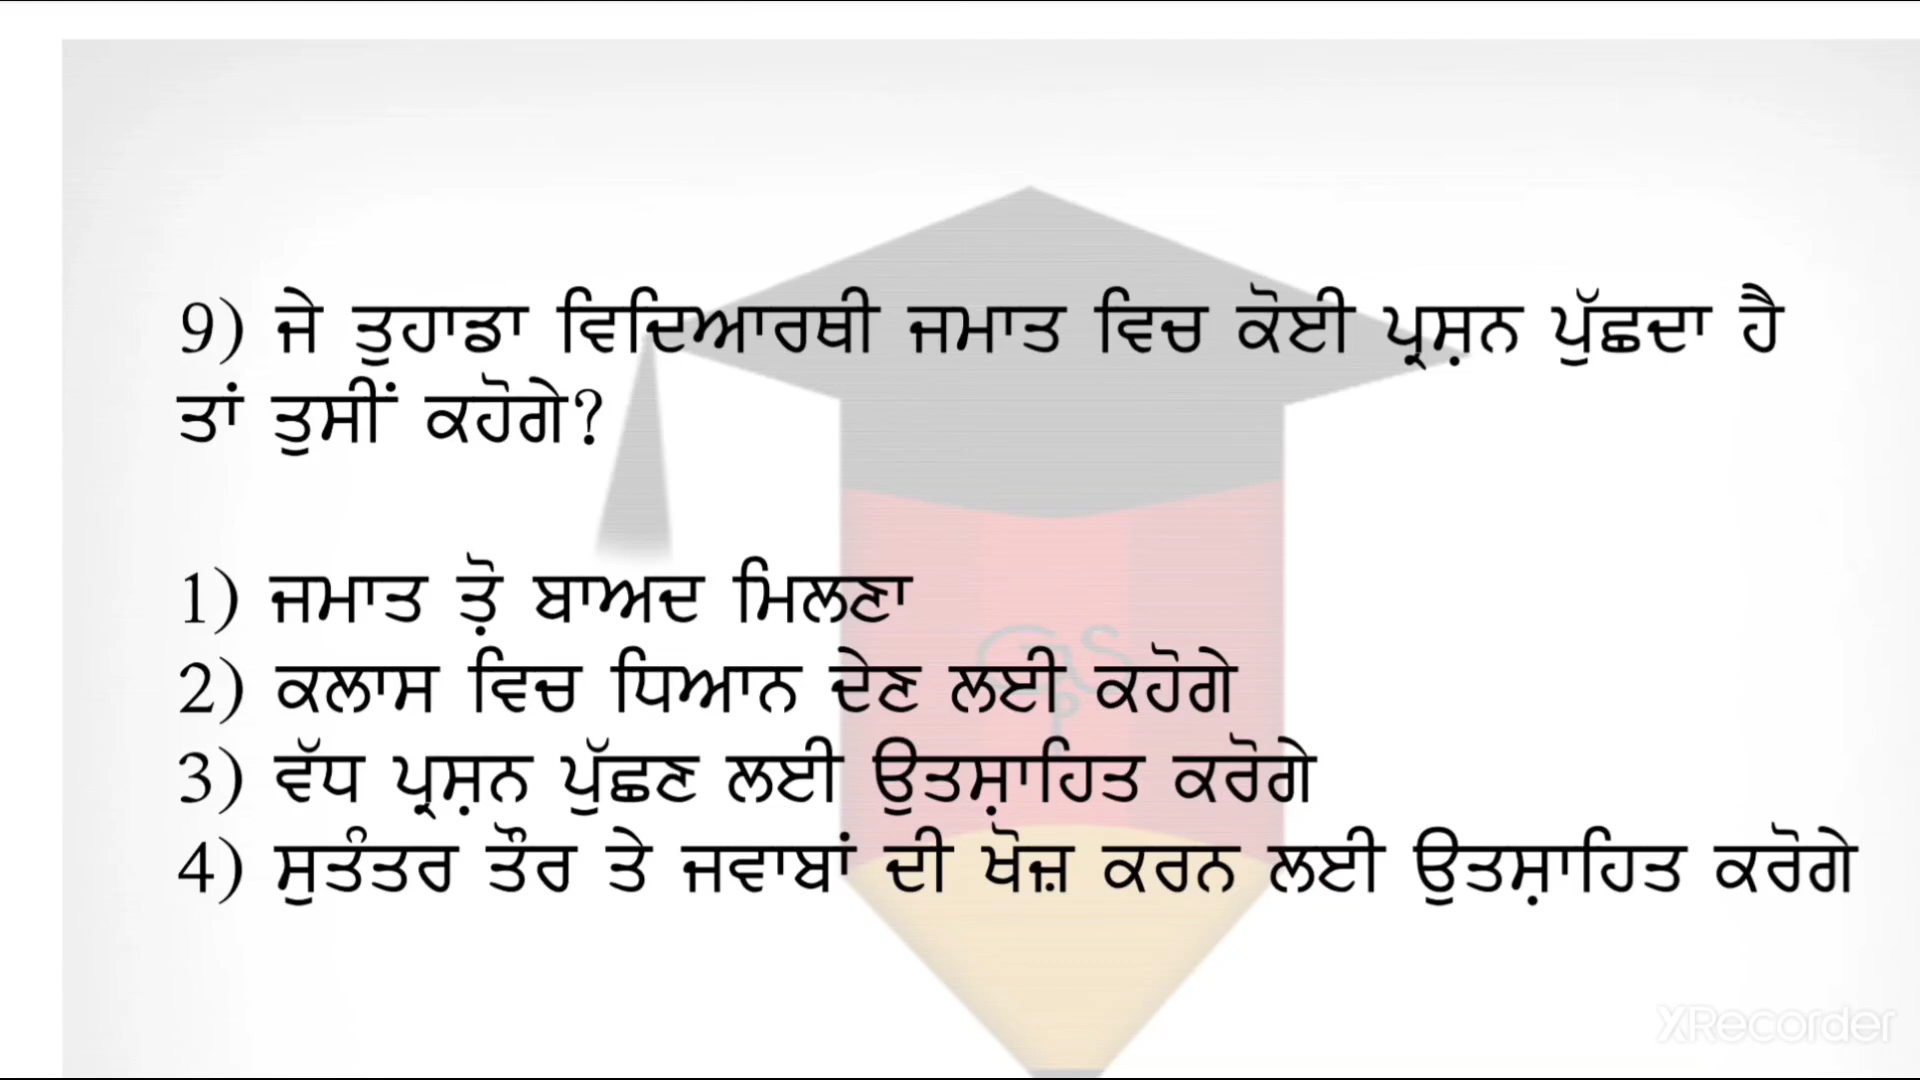 9) ਜੇ ਤੁਹਾਡਾ ਵਿਦਿਆਰਥੀ ਜਮਾਤ ਵਿਚ ਕੋਈ ਪ੍ਰਸ਼ਨ ਪੁੱਛਦਾ ਹੈ
ਤਾਂ ਤੁਸੀਂ ਕਹੋਗੇ?
1) ਜਮਾਤ ਤੋ਼ ਬਾਅਦ ਮਿਲਣਾ
2) ਕਲਾਸ ਵਿਚ ਧਿਆਨ ਦੇਣ ਲਈ ਕਹੋਗੇ
3) ਵੱਧ ਪ੍ਰਸ਼ਨ ਪੁੱਛਣ ਲਈ ਉਤਸ਼ਾਹਿਤ ਕਰੋਗੇ
4) ਸੁਤੰਤਰ ਤੌਰ ਤੇ ਜਵਾਬਾਂ ਦੀ ਖੋਜ਼ ਕਰਨ ਲਈ ਉਤਸ਼ਾਹਿਤ ਕਰੋਗੇ
XRecorder